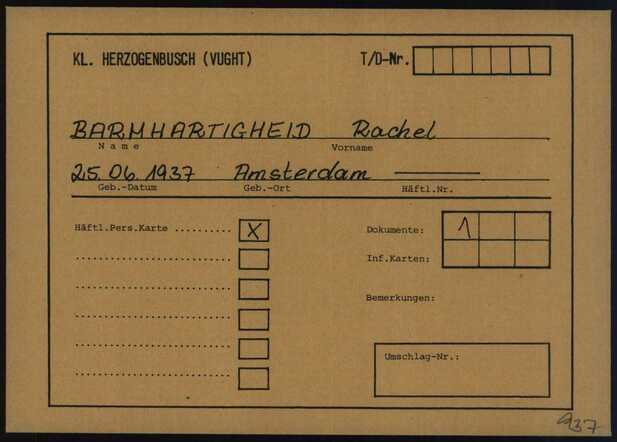 KL. HERZOGENBUSCH (VUGHT) T/D-Nr.
BARMHARTIGHEID Rachel
Name Vorname
25.06.1937 Amsterdam ———
Geb.-Datum Geb.-Ort Häftl.Nr.
Häftl.Pers.Karte .......... X
Dokumente: 1
Inf.Karten:
Bemerkungen:
Umschlag-Nr.:
937